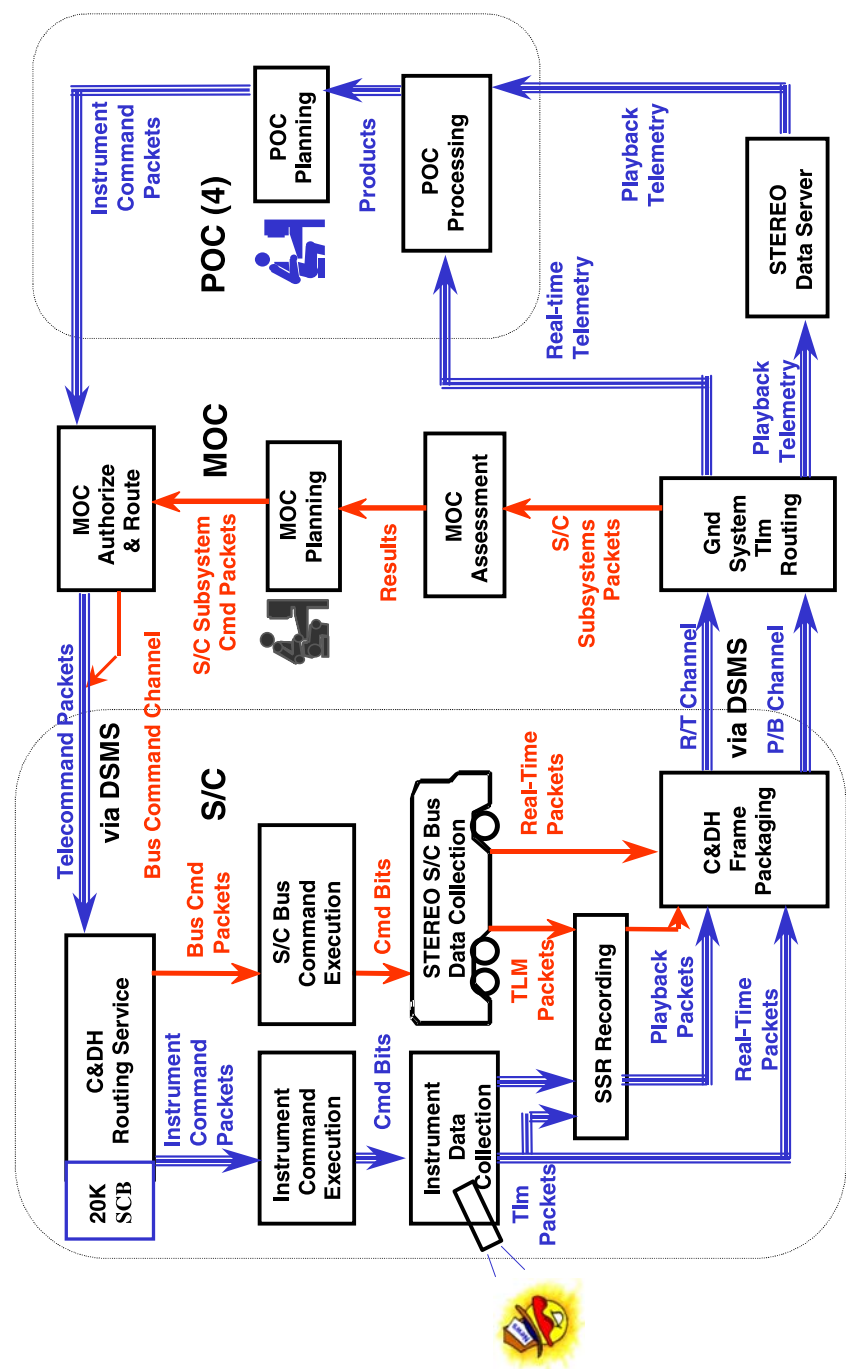 20K
SCB
C&DH
Routing Service
Telecommand Packets
via DSMS
Bus Command Channel
MOC
Authorize
& Route
Instrument
Command
Packets
Instrument
Command
Packets
Bus Cmd
Packets
S/C
S/C Subsystem
Cmd Packets
MOC
POC (4)
Instrument
Command
Execution
S/C Bus
Command
Execution
MOC
Planning
POC
Planning
Cmd Bits
Cmd Bits
Results
Products
Instrument
Data
Collection
STEREO S/C Bus
Data Collection
MOC
Assessment
POC
Processing
News
Tlm
Packets
TLM
Packets
Real-Time
Packets
S/C
Subsystems
Packets
Real-time
Telemetry
Playback
Telemetry
SSR Recording
Playback
Packets
C&DH
Frame
Packaging
R/T Channel
via DSMS
P/B Channel
Gnd
System
Tlm
Routing
Real-Time
Packets
Playback
Telemetry
STEREO
Data Server